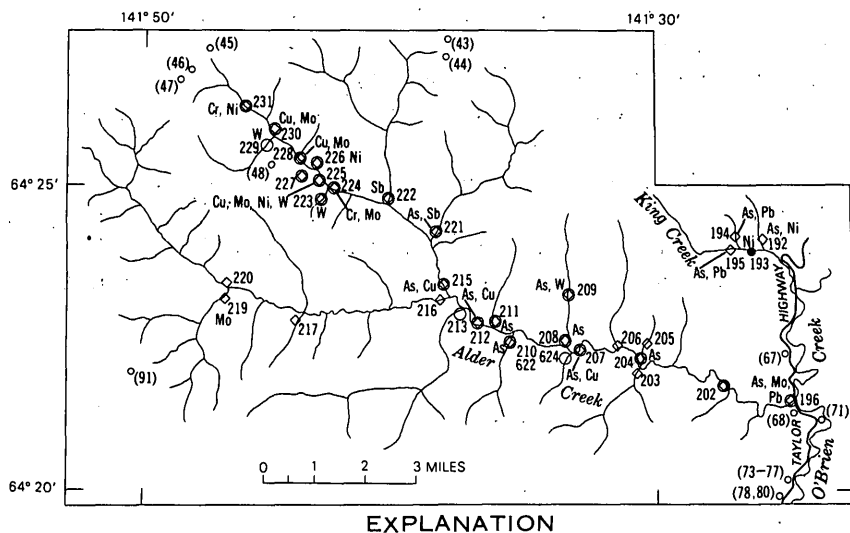 141° 50'
141° 30'
(45)
(43)
(46)
(44)
(47)
Cr, Ni
231
Cu, Mo
W
230
229
Cu, Mo
228
226 Ni
(48)
64° 25'
227
225
224
Sb
222
Cu, Mo, Ni, W
223
W
Cr, Mo
As, Sb
221
King Creek
194
As, Pb
As, Ni
Ni
192
As, Pb
195
193
220
219
Mo
217
215
As, Cu
216
As, Cu
213
212
211
As
As, W
209
HIGHWAY
Alder
As
210
622
208
As
624
207
As, Cu
206
205
204
As
203
Creek
(67)
Creek
202
As, Mo,
Pb
196
(68)
(71)
TAYLOR
O'Brien
(91)
0 1 2 3 MILES
64° 20'
(73-77)
(78,80)
EXPLANATION